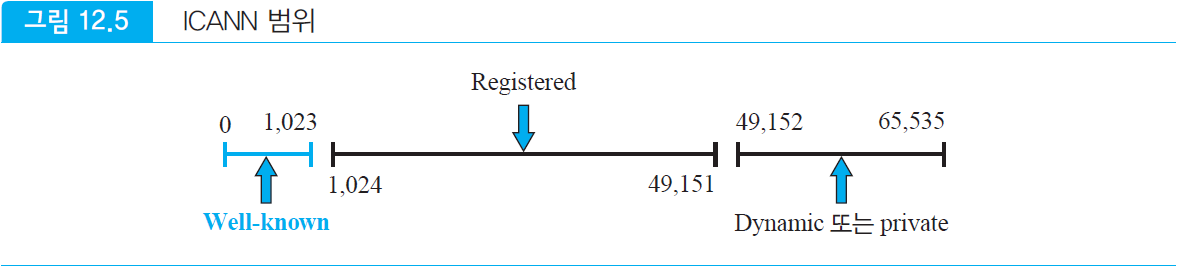 그림 12.5 ICANN 범위
Registered
0 1,023 49,152 65,535
1,024 49,151
Well-known Dynamic 또는 private